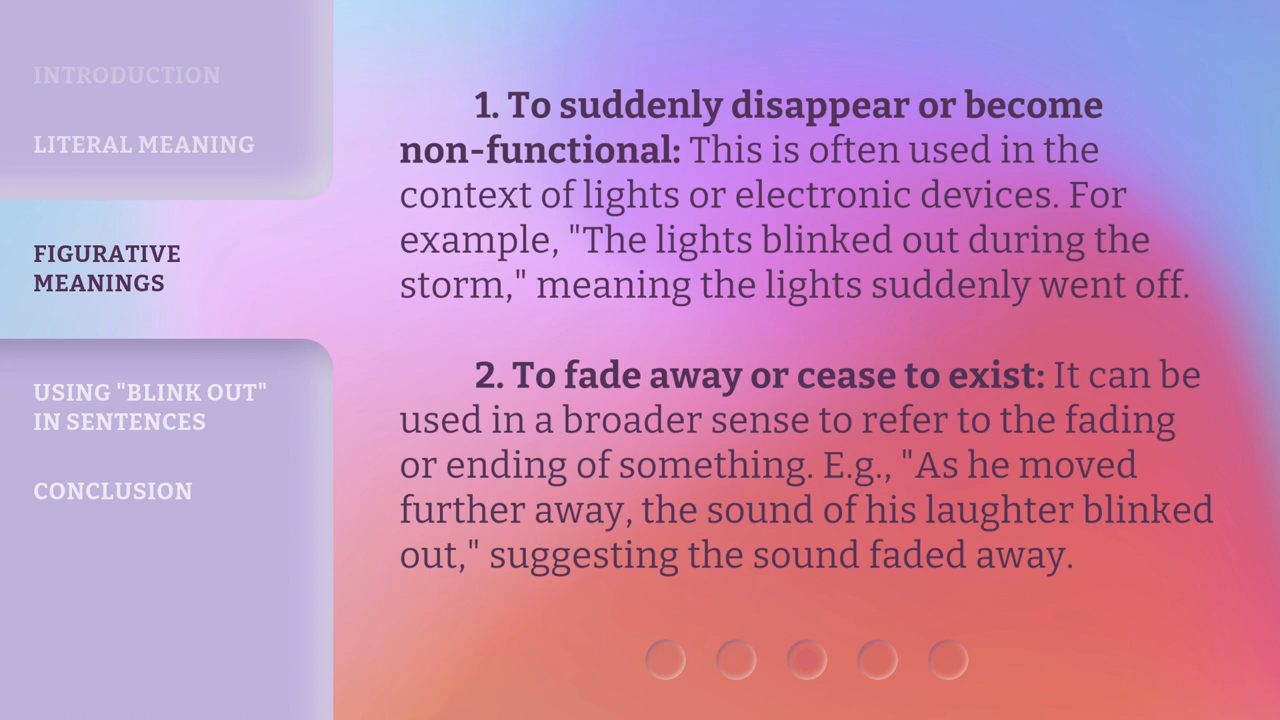 INTRODUCTION
LITERAL MEANING
FIGURATIVE
MEANINGS
USING "BLINK OUT"
IN SENTENCES
CONCLUSION
1. To suddenly disappear or become
non-functional: This is often used in the
context of lights or electronic devices. For
example, "The lights blinked out during the
storm," meaning the lights suddenly went off.
2. To fade away or cease to exist: It can be
used in a broader sense to refer to the fading
or ending of something. E.g., "As he moved
further away, the sound of his laughter blinked
out," suggesting the sound faded away.